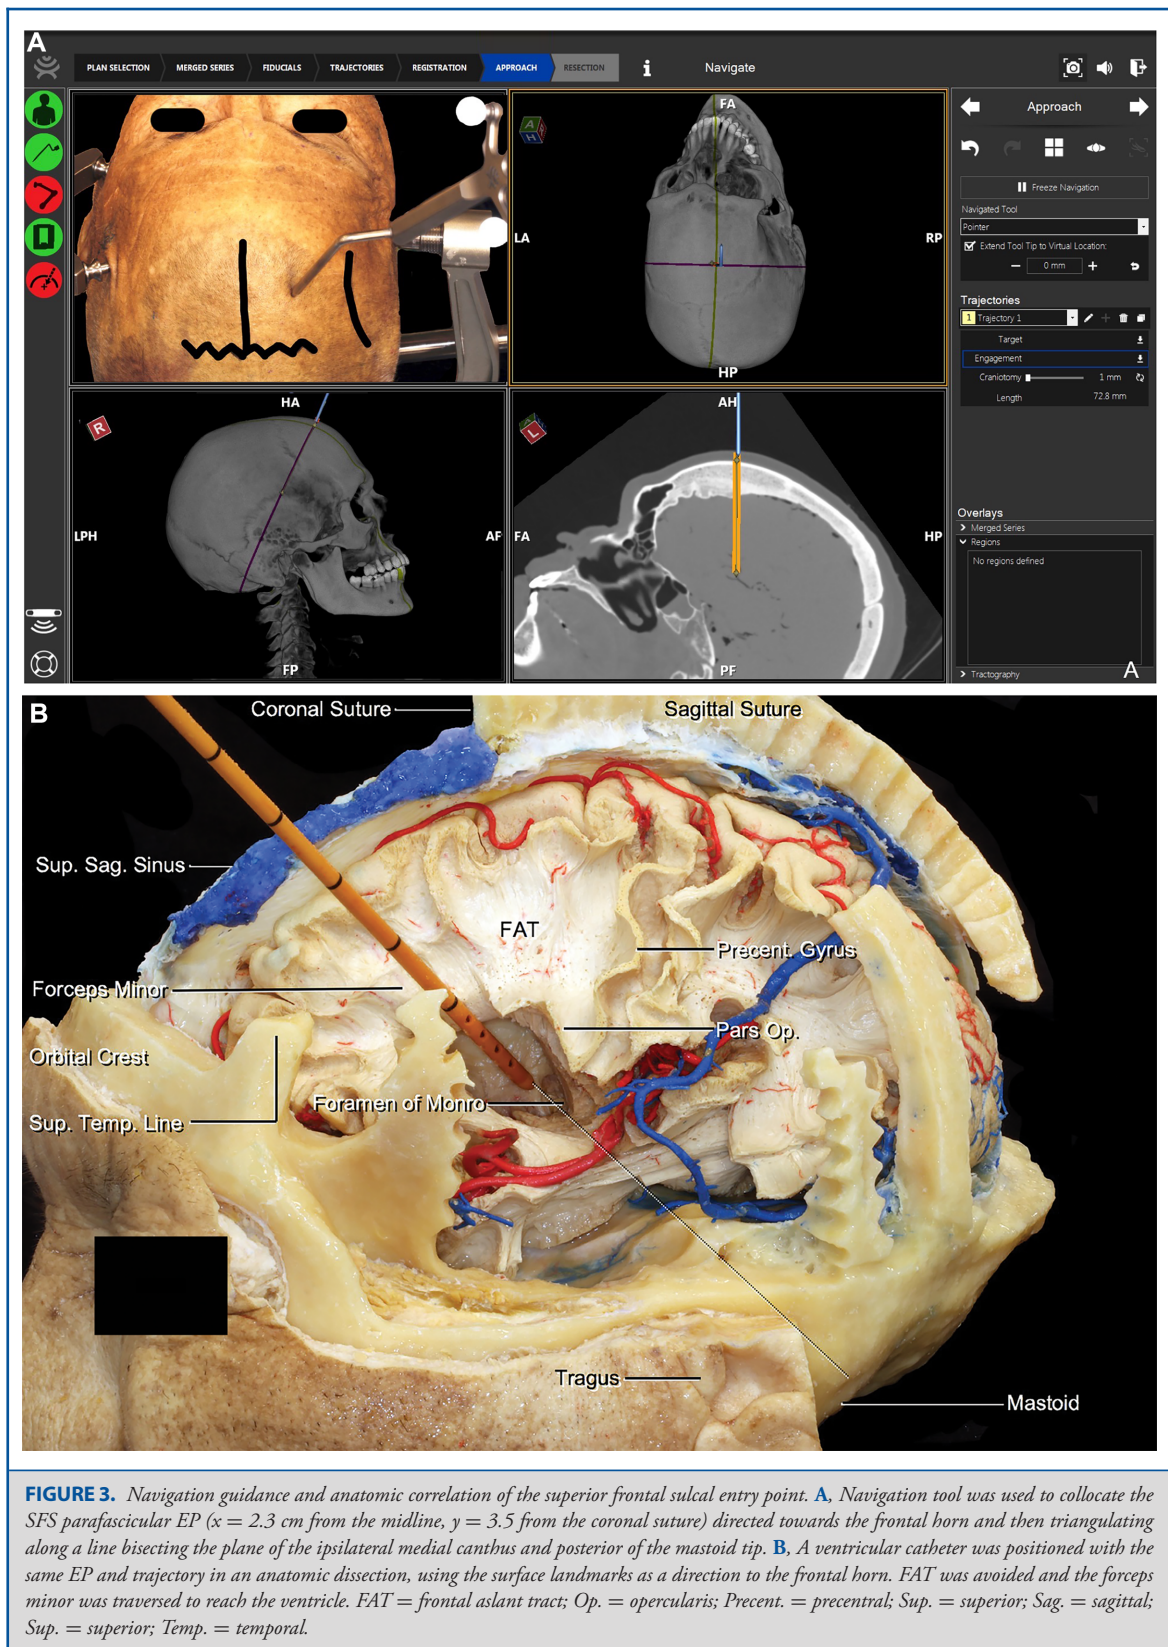 A
PLAN SELECTION
MERGED SERIES
FIDUCIALS
TRAJECTORIES
REGISTRATION
APPROACH
RESECTION
i
Navigate
FA
A
H
LA
RP
HP
HA
R
LPH
AF
FP
AH
L
FA
HP
PF
Approach
Freeze Navigation
Navigated Tool
Pointer
Extend Tool Tip to Virtual Location:
0 mm
Trajectories
1 Trajectory 1
Target
Engagement
Craniotomy 1 mm
Length 72.8 mm
Overlays
Merged Series
Regions
No regions defined
Tractography
A
B
Coronal Suture
Sagittal Suture
Sup. Sag. Sinus
FAT
Precent. Gyrus
Forceps Minor
Pars Op.
Orbital Crest
Foramen of Monro
Sup. Temp. Line
Tragus
Mastoid
FIGURE 3. Navigation guidance and anatomic correlation of the superior frontal sulcal entry point. A, Navigation tool was used to collocate the
SFS parafascicular EP (x = 2.3 cm from the midline, y = 3.5 from the coronal suture) directed towards the frontal horn and then triangulating
along a line bisecting the plane of the ipsilateral medial canthus and posterior of the mastoid tip. B, A ventricular catheter was positioned with the
same EP and trajectory in an anatomic dissection, using the surface landmarks as a direction to the frontal horn. FAT was avoided and the forceps
minor was traversed to reach the ventricle. FAT = frontal aslant tract; Op. = opercularis; Precent. = precentral; Sup. = superior; Sag. = sagittal;
Sup. = superior; Temp. = temporal.